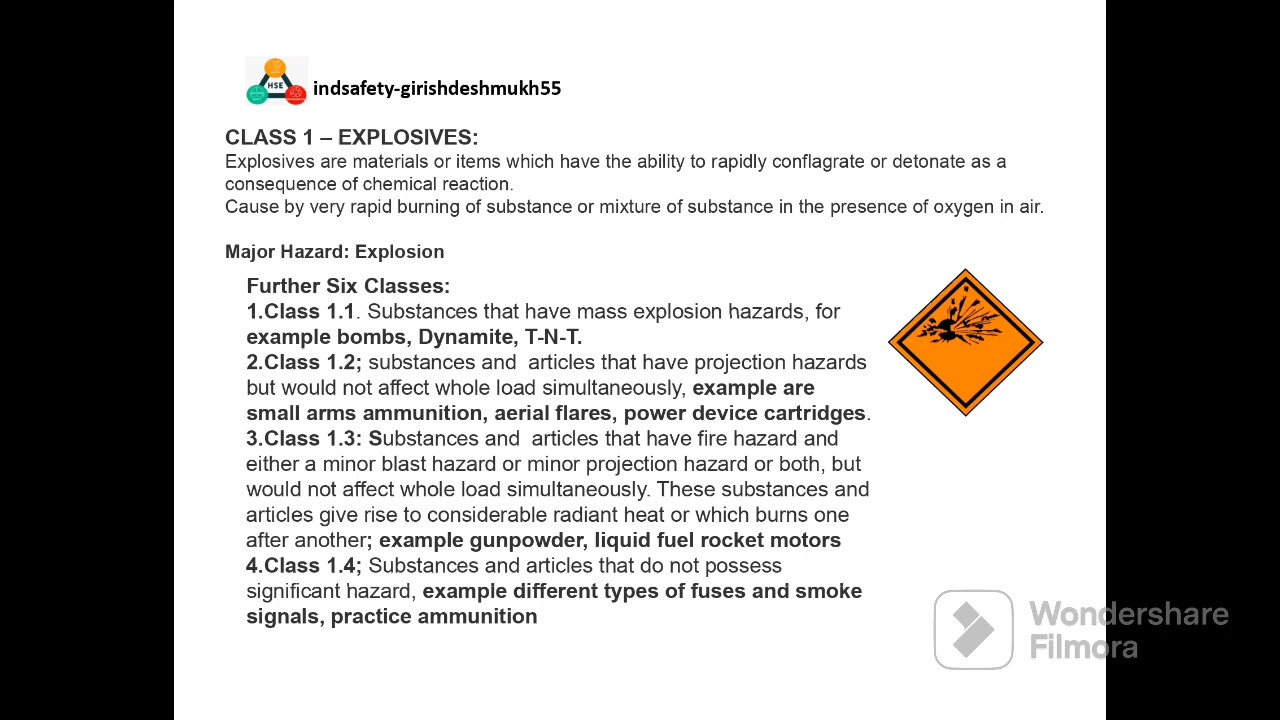 HSE
indsafety-girishdeshmukh55
CLASS 1 – EXPLOSIVES:
Explosives are materials or items which have the ability to rapidly conflagrate or detonate as a
consequence of chemical reaction.
Cause by very rapid burning of substance or mixture of substance in the presence of oxygen in air.
Major Hazard: Explosion
Further Six Classes:
1.Class 1.1. Substances that have mass explosion hazards, for
example bombs, Dynamite, T-N-T.
2.Class 1.2; substances and  articles that have projection hazards
but would not affect whole load simultaneously, example are
small arms ammunition, aerial flares, power device cartridges.
3.Class 1.3: Substances and  articles that have fire hazard and
either a minor blast hazard or minor projection hazard or both, but
would not affect whole load simultaneously. These substances and
articles give rise to considerable radiant heat or which burns one
after another; example gunpowder, liquid fuel rocket motors
4.Class 1.4; Substances and articles that do not possess
significant hazard, example different types of fuses and smoke
signals, practice ammunition
Wondershare
Filmora